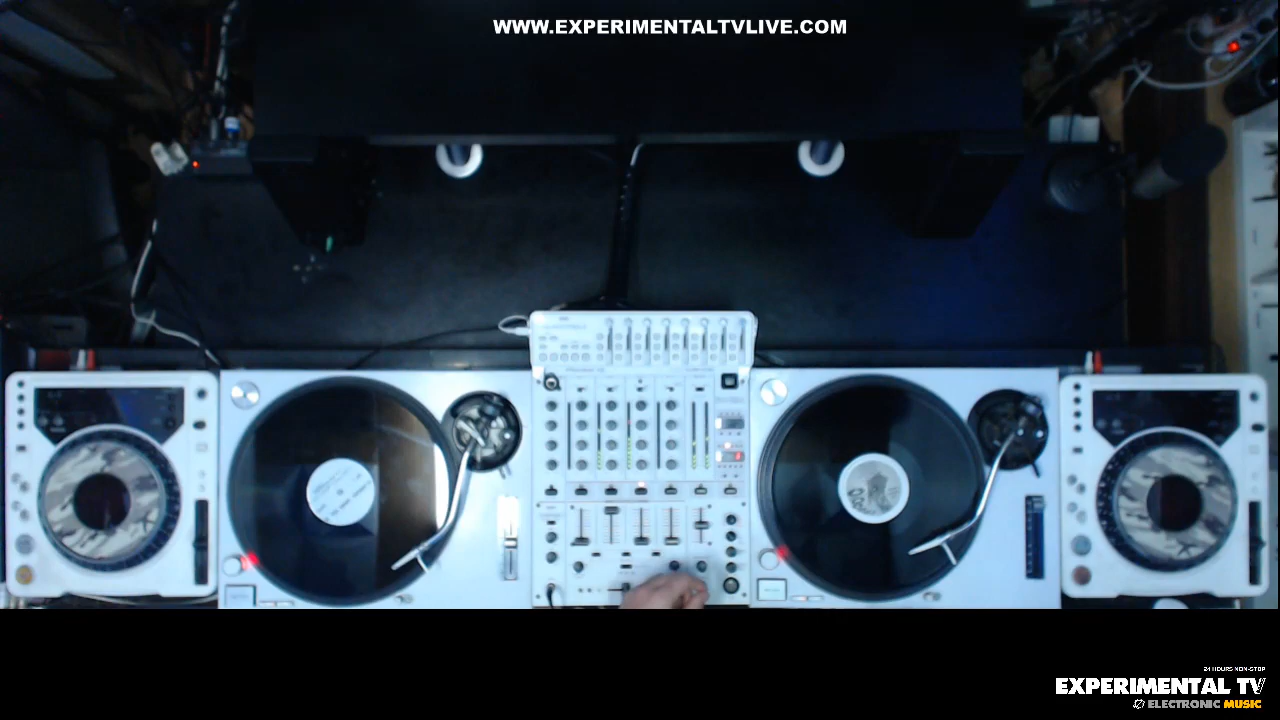 WWW.EXPERIMENTALTVLIVE.COM
24 HOURS NON-STOP
EXPERIMENTAL TV
ELECTRONIC MUSIC